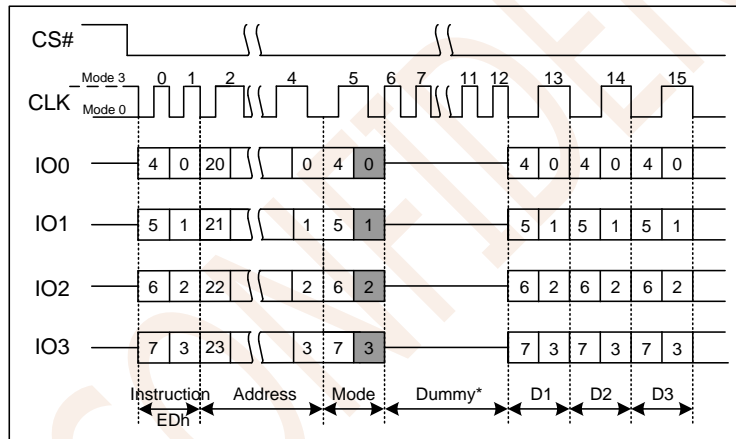 CS#
Mode 3 0 1 2 4 5 6 7 11 12 13 14 15
CLK
Mode 0
IO0 4 0 20 0 4 0 4 0 4 0 4 0
IO1 5 1 21 1 5 1 5 1 5 1 5 1
IO2 6 2 22 2 6 2 6 2 6 2 6 2
IO3 7 3 23 3 7 3 7 3 7 3 7 3
Instruction Address Mode Dummy* D1 D2 D3
EDh